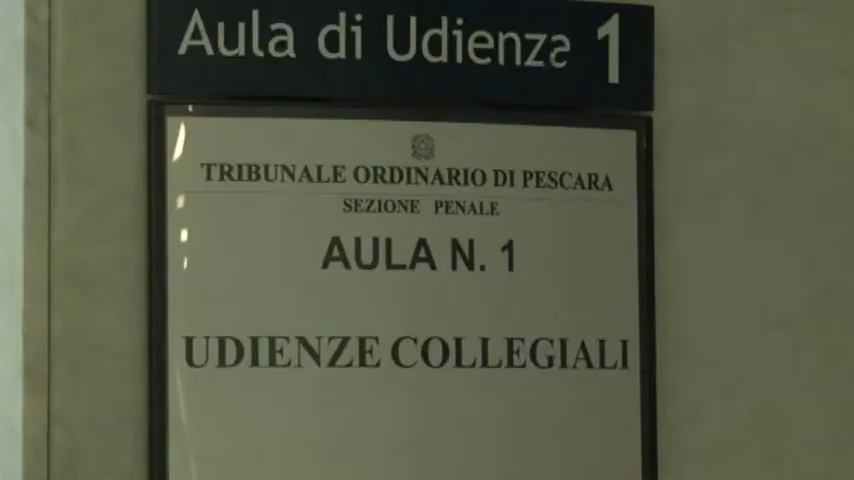 Aula di Udienza 1
TRIBUNALE ORDINARIO DI PESCARA
SEZIONE PENALE
AULA N. 1
UDIENZE COLLEGIALI